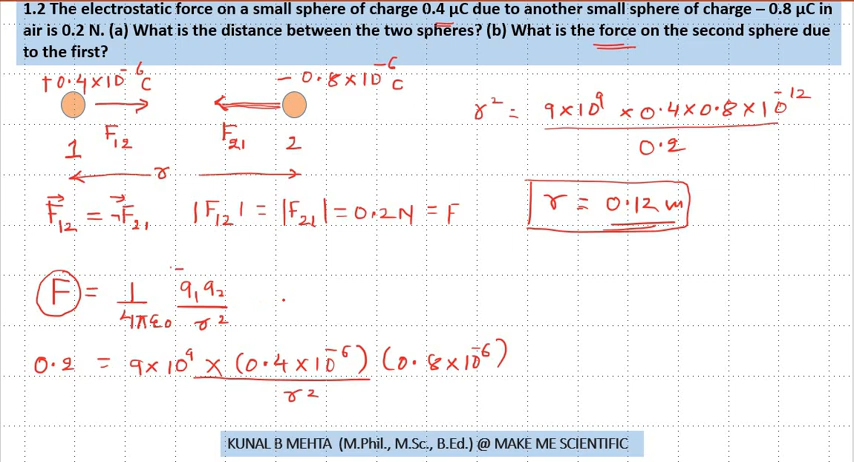 1.2 The electrostatic force on a small sphere of charge 0.4 μC due to another small sphere of charge – 0.8 μC in
air is 0.2 N. (a) What is the distance between the two spheres? (b) What is the force on the second sphere due
to the first?
+0.4×10⁻⁶ C
- 0.8×10⁻⁶ C
F₁₂
F₂₁
1
2
r
r² = 9×10⁹ × 0.4×0.8×10⁻¹² / 0.2
r = 0.12 m
F⃗₁₂ = -F⃗₂₁ |F₁₂| = |F₂₁| = 0.2N = F
F = 1/4πε₀ q₁q₂/r²
0.2 = 9×10⁹ × (0.4×10⁻⁶) (0.8×10⁻⁶) / r²
KUNAL B MEHTA (M.Phil., M.Sc., B.Ed.) @ MAKE ME SCIENTIFIC